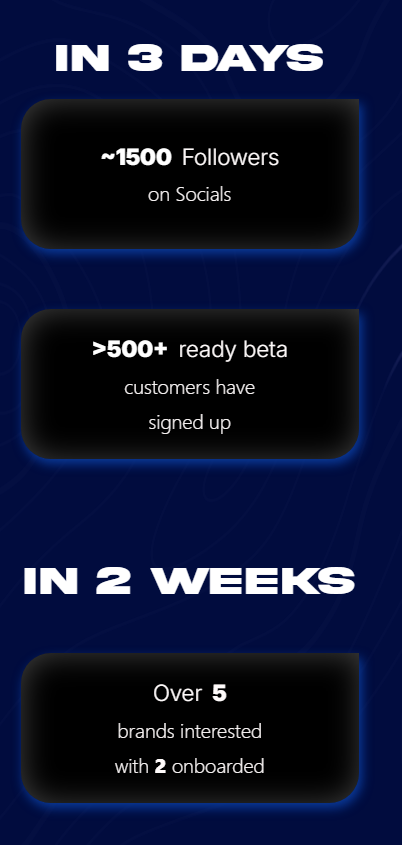 IN 3 DAYS
~1500 Followers
on Socials
>500+ ready beta
customers have
signed up
IN 2 WEEKS
Over 5
brands interested
with 2 onboarded